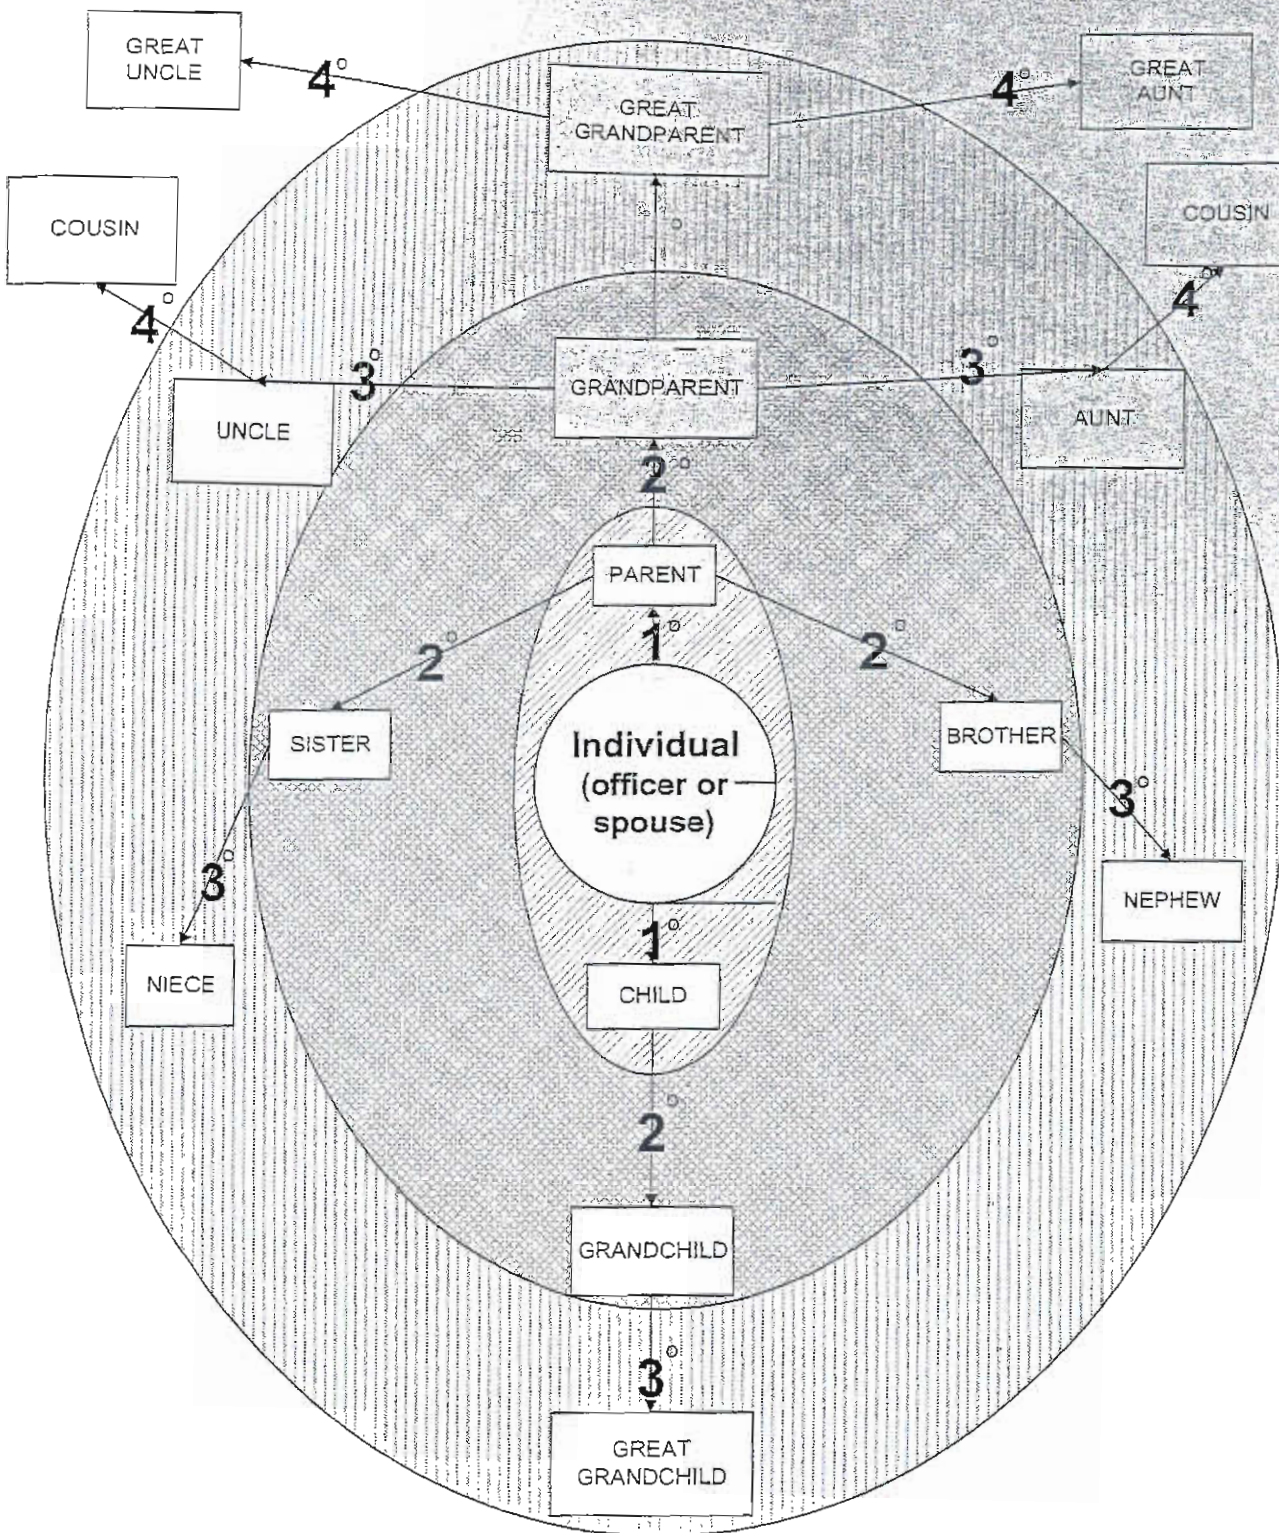 GREAT
UNCLE
4°
GREAT
GRANDPARENT
4°
GREAT
AUNT
COUSIN
4°
°
COUSIN
4°
UNCLE
3°
GRANDPARENT
3°
AUNT
2°
PARENT
1°
2°
2°
SISTER
Individual
(officer or
spouse)
BROTHER
3°
3°
NIECE
NEPHEW
1°
CHILD
2°
GRANDCHILD
3°
GREAT
GRANDCHILD